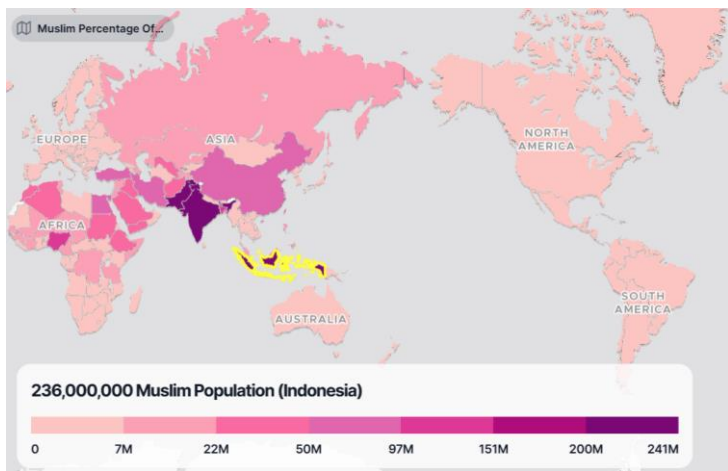 Muslim Percentage Of...
EUROPE
ASIA
NORTH
AMERICA
AFRICA
SOUTH
AMERICA
AUSTRALIA
236,000,000 Muslim Population (Indonesia)
0 7M 22M 50M 97M 151M 200M 241M